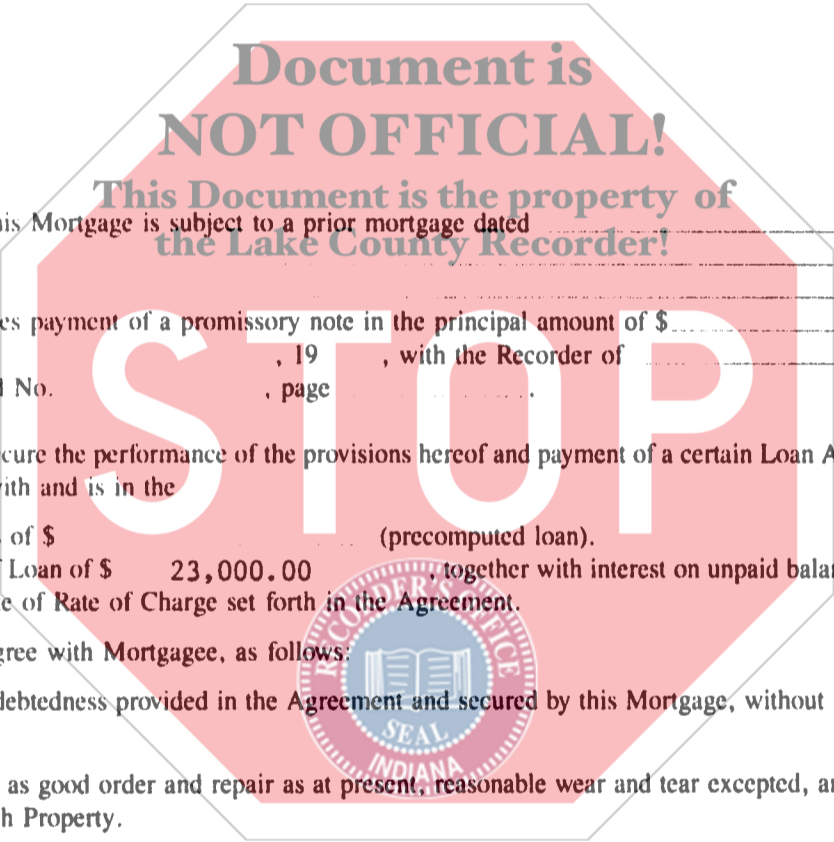 Document is
NOT OFFICIAL!
This Document is the property of
the Lake County Recorder!
is Mortgage is subject to a prior mortgage dated
es payment of a promissory note in the principal amount of $
, 19 , with the Recorder of
No. , page .
STOP
cure the performance of the provisions hereof and payment of a certain Loan A
ith and is in the
of $ (precomputed loan).
Loan of $ 23,000.00 , together with interest on unpaid bala
e of Rate of Charge set forth in the Agreement.
gree with Mortgagee, as follows:
debtedness provided in the Agreement and secured by this Mortgage, without
RECORDER'S OFFICE
SEAL
INDIANA
as good order and repair as at present, reasonable wear and tear excepted, a
h Property.